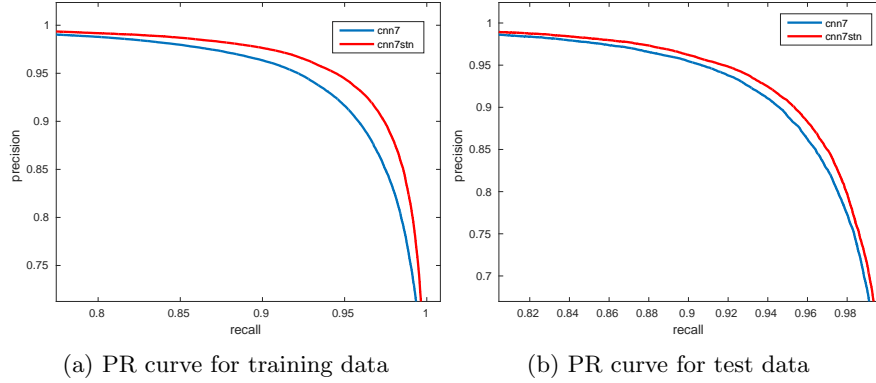 cnn7
cnn7stn
1
0.95
0.9
0.85
0.8
0.75
precision
0.8
0.85
0.9
0.95
1
recall
(a) PR curve for training data
cnn7
cnn7stn
1
0.95
0.9
0.85
0.8
0.75
0.7
precision
0.82
0.84
0.86
0.88
0.9
0.92
0.94
0.96
0.98
recall
(b) PR curve for test data